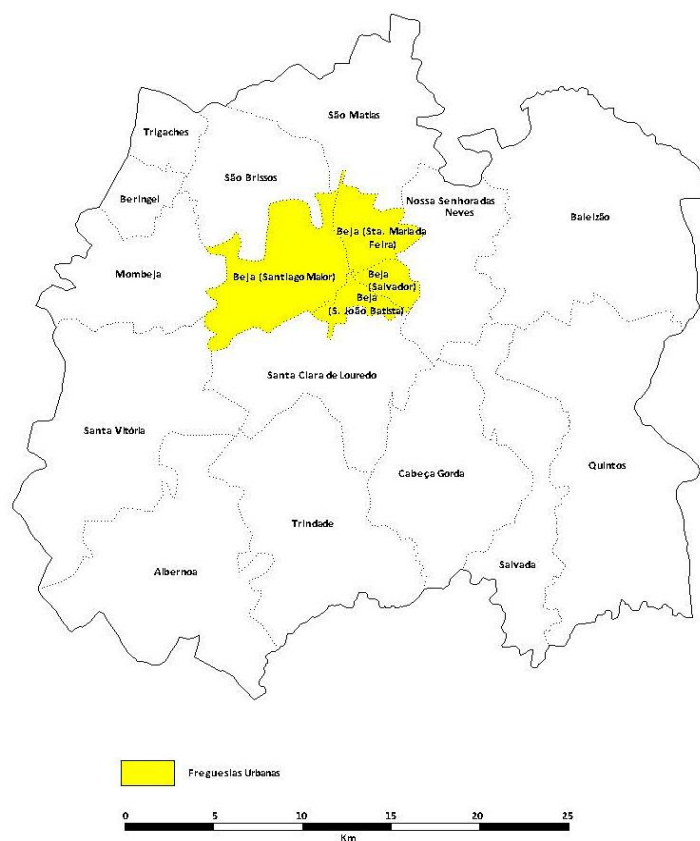 São Matias
Trigaches
São Brissos
Beringel
Nossa Senhora das
Neves
Baleizão
Beja (Sta. Maria da
Feira)
Mombeja
Beja (Santiago Maior)
Beja
(Salvador)
Beja
(S. João Batista)
Santa Clara de Louredo
Santa Vitória
Cabeça Gorda
Quintos
Trindade
Salvada
Albernoa
Freguesias Urbanas
0
5
10
15
20
25
Km